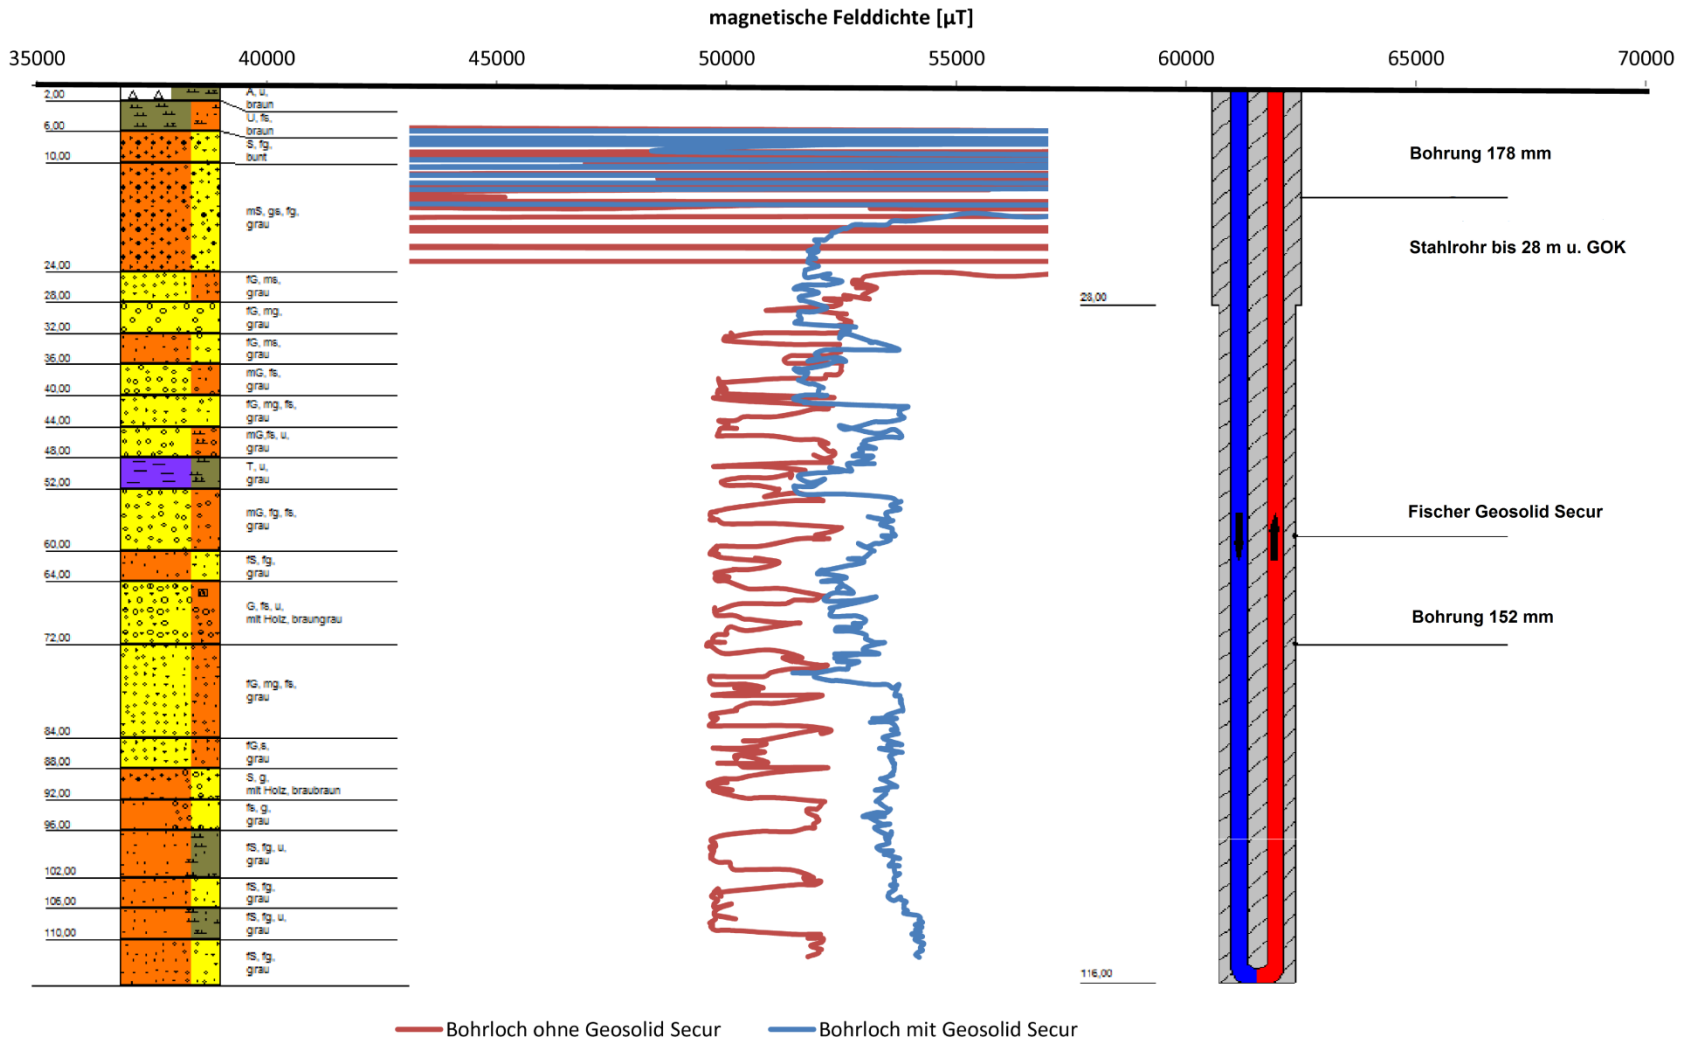 magnetische Felddichte [µT]
35000 40000 45000 50000 55000 60000 65000 70000
2,00
A, u,
braun
U, fs,
braun
6,00
S, fg,
bunt
10,00
mS, gs, fg,
grau
24,00
fG, ms,
grau
28,00
fG, mg,
grau
32,00
fG, ms,
grau
36,00
mG, fs,
grau
40,00
fG, mg, fs,
grau
44,00
mG,fs, u,
grau
48,00
T, u,
grau
52,00
mG, fg, fs,
grau
60,00
fS, fg,
grau
64,00
G, fs, u,
mit Holz, braungrau
72,00
fG, mg, fs,
grau
84,00
fG,s,
grau
88,00
S, g,
mit Holz, braubraun
92,00
fs, g,
grau
96,00
fS, fg, u,
grau
102,00
fS, fg,
grau
106,00
fS, fg, u,
grau
110,00
fS, fg,
grau
Bohrung 178 mm
Stahlrohr bis 28 m u. GOK
28,00
Fischer Geosolid Secur
Bohrung 152 mm
116,00
Bohrloch ohne Geosolid Secur
Bohrloch mit Geosolid Secur